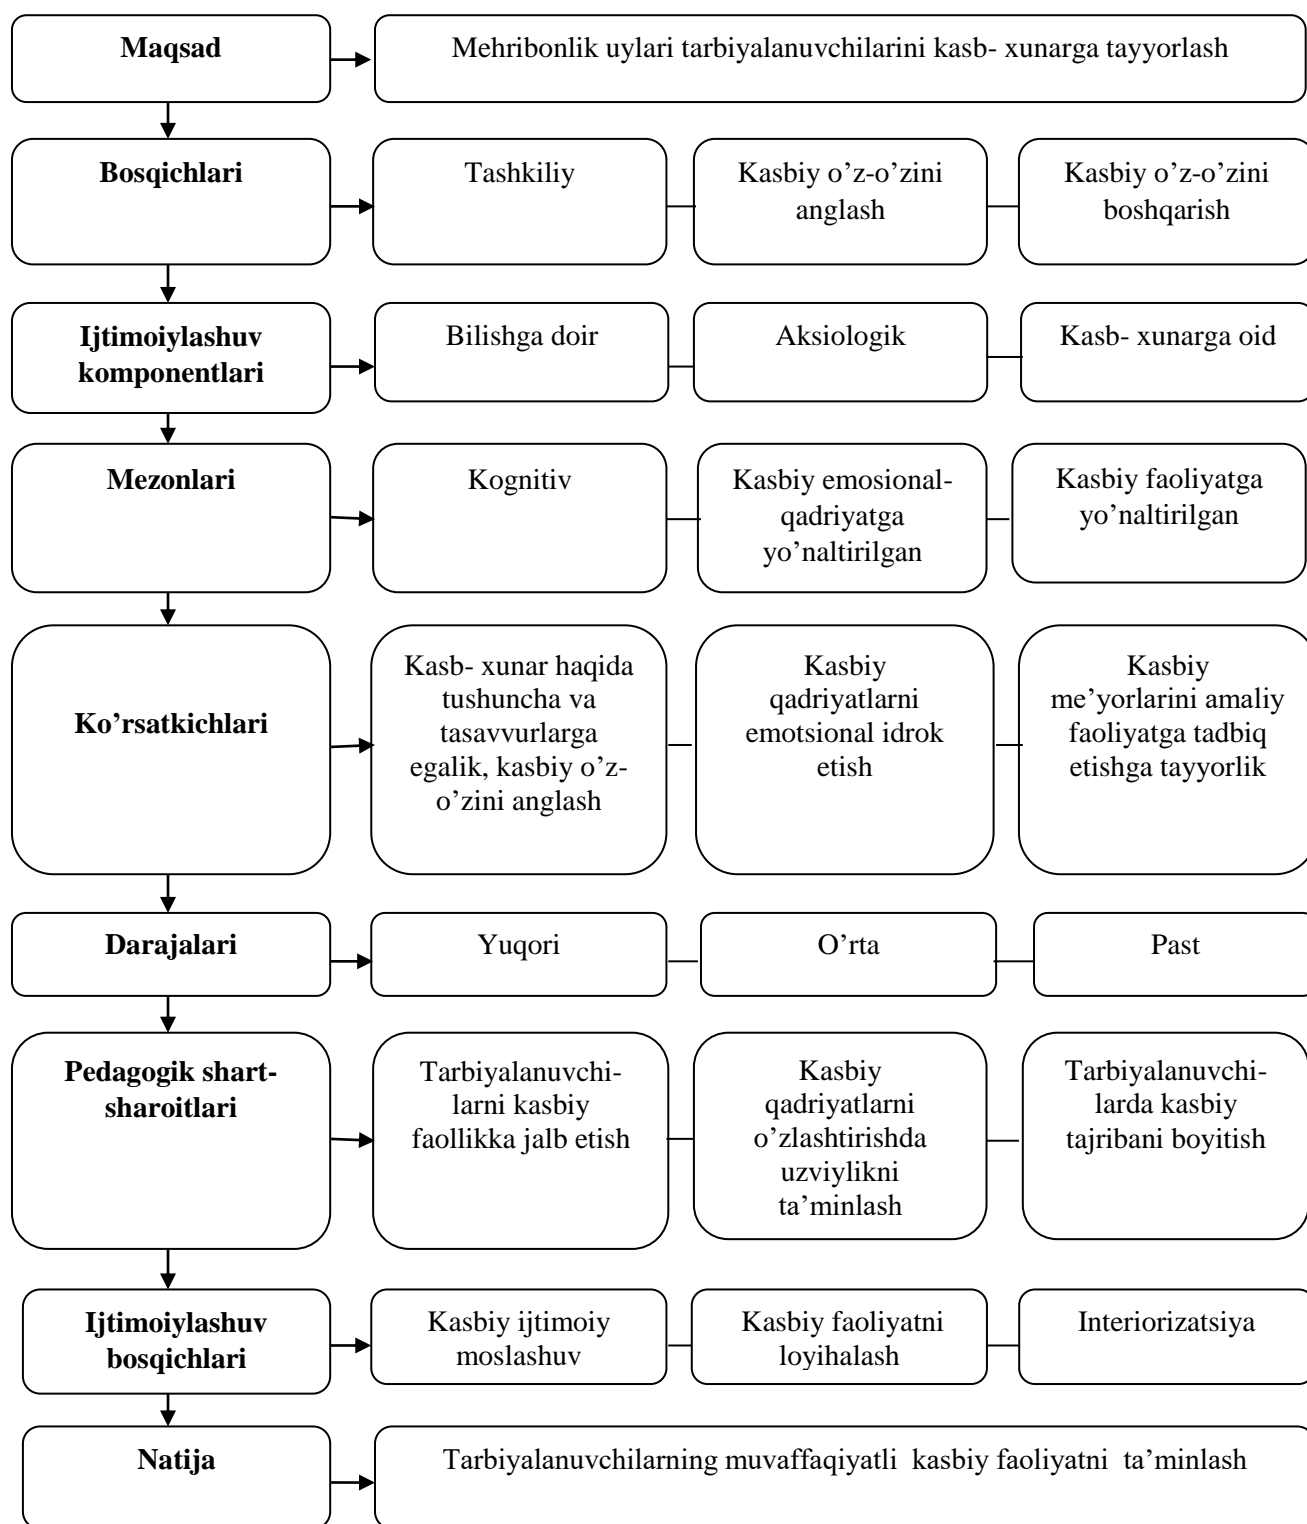 Maqsad
Mehribonlik uylari tarbiyalanuvchilarini kasb- xunarga tayyorlash
Bosqichlari
Tashkiliy
Kasbiy o’z-o’zini
anglash
Kasbiy o’z-o’zini
boshqarish
Ijtimoiylashuv
komponentlari
Bilishga doir
Aksiologik
Kasb- xunarga oid
Mezonlari
Kognitiv
Kasbiy emosional-
qadriyatga
yo’naltirilgan
Kasbiy faoliyatga
yo’naltirilgan
Ko’rsatkichlari
Kasb- xunar haqida
tushuncha va
tasavvurlarga
egalik, kasbiy o’z-
o’zini anglash
Kasbiy
qadriyatlarni
emotsional idrok
etish
Kasbiy
me’yorlarini amaliy
faoliyatga tadbiq
etishga tayyorlik
Darajalari
Yuqori
O’rta
Past
Pedagogik shart-
sharoitlari
Tarbiyalanuvchi-
larni kasbiy
faollikka jalb etish
Kasbiy
qadriyatlarni
o’zlashtirishda
uzviylikni
ta’minlash
Tarbiyalanuvchi-
larda kasbiy
tajribani boyitish
Ijtimoiylashuv
bosqichlari
Kasbiy ijtimoiy
moslashuv
Kasbiy faoliyatni
loyihalash
Interiorizatsiya
Natija
Tarbiyalanuvchilarning muvaffaqiyatli kasbiy faoliyatni ta’minlash